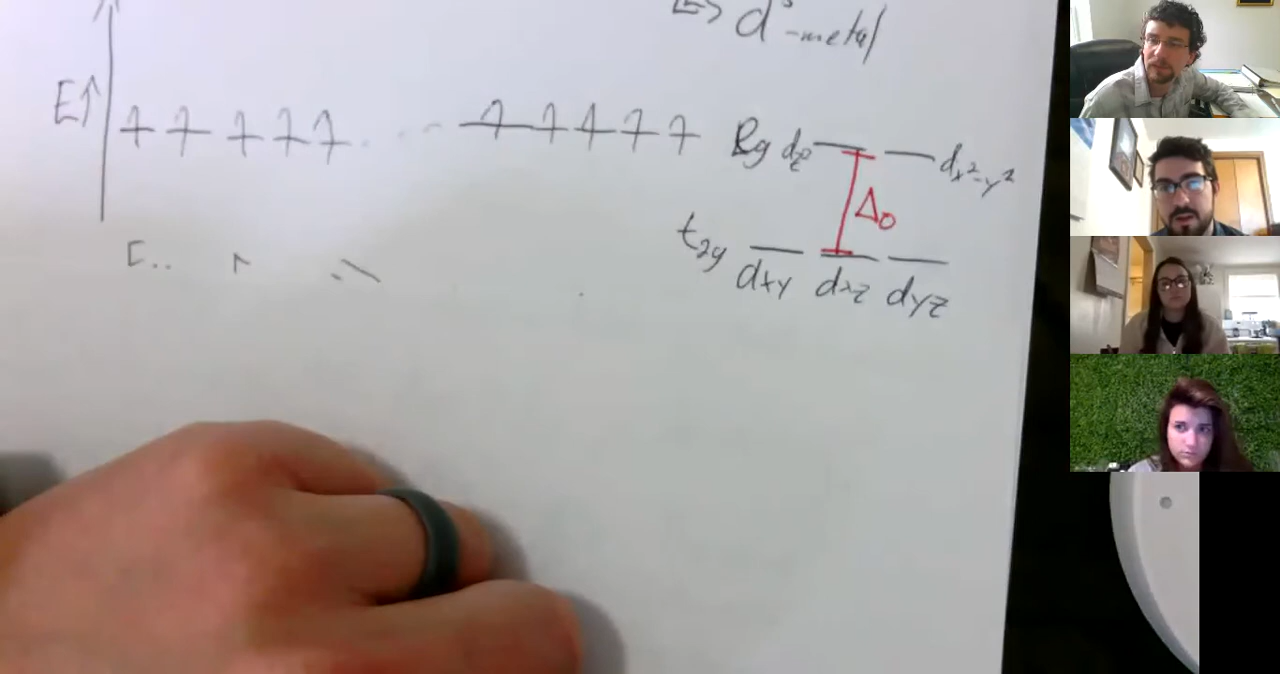 d⁵-metal
E↑
Eg dz² dx²-y²
Δo
t2g
dxy dxz dyz